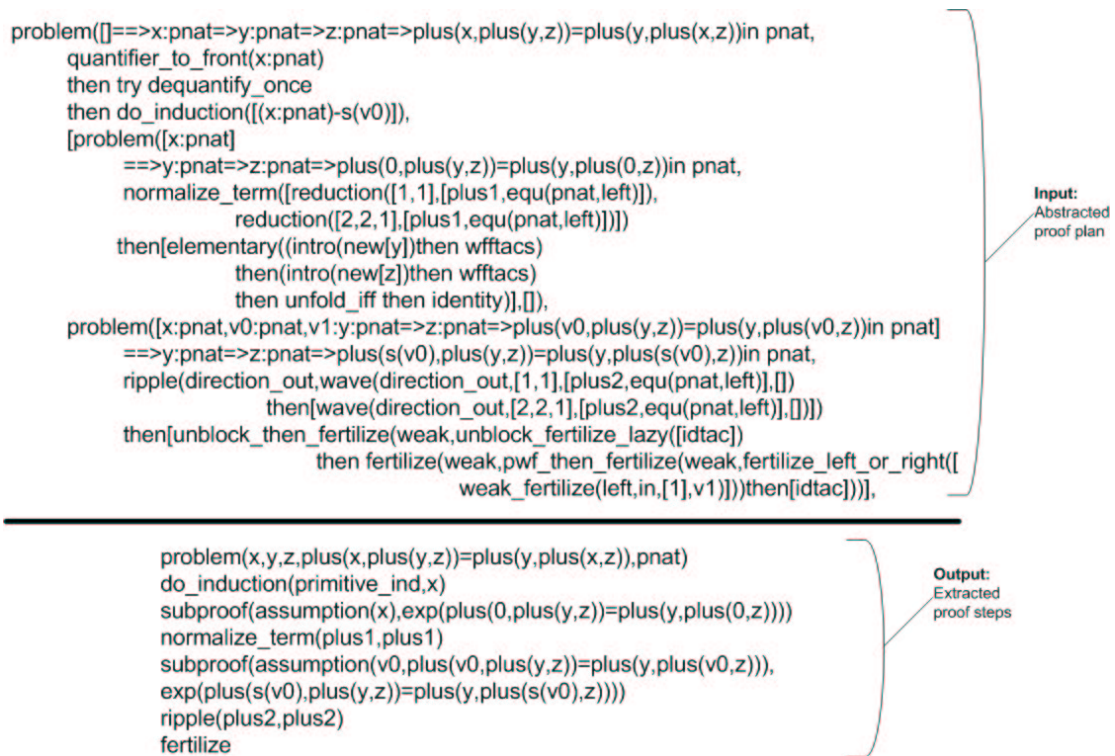 problem([]==>x:pnat=>y:pnat=>z:pnat=>plus(x,plus(y,z))=plus(y,plus(x,z))in pnat,
quantifier_to_front(x:pnat)
then try dequantify_once
then do_induction([(x:pnat)-s(v0)]),
[problem([x:pnat]
==>y:pnat=>z:pnat=>plus(0,plus(y,z))=plus(y,plus(0,z))in pnat,
normalize_term([reduction([1,1],[plus1,equ(pnat,left)]),
reduction([2,2,1],[plus1,equ(pnat,left)])])
then[elementary((intro(new[y])then wfftacs)
then(intro(new[z])then wfftacs)
then unfold_iff then identity)],[]),
problem([x:pnat,v0:pnat,v1:y:pnat=>z:pnat=>plus(v0,plus(y,z))=plus(y,plus(v0,z))in pnat]
==>y:pnat=>z:pnat=>plus(s(v0),plus(y,z))=plus(y,plus(s(v0),z))in pnat,
ripple(direction_out,wave(direction_out,[1,1],[plus2,equ(pnat,left)],[])
then[wave(direction_out,[2,2,1],[plus2,equ(pnat,left)],[])])
then[unblock_then_fertilize(weak,unblock_fertilize_lazy([idtac])
then fertilize(weak,pwf_then_fertilize(weak,fertilize_left_or_right([
weak_fertilize(left,in,[1],v1)]))then[idtac]))],
Input:
Abstracted
proof plan
problem(x,y,z,plus(x,plus(y,z))=plus(y,plus(x,z)),pnat)
do_induction(primitive_ind,x)
subproof(assumption(x),exp(plus(0,plus(y,z))=plus(y,plus(0,z))))
normalize_term(plus1,plus1)
subproof(assumption(v0,plus(v0,plus(y,z))=plus(y,plus(v0,z))),
exp(plus(s(v0),plus(y,z))=plus(y,plus(s(v0),z))))
ripple(plus2,plus2)
fertilize
Output:
Extracted
proof steps